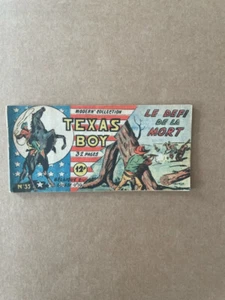 MODERN' COLLECTION
TEXAS
BOY
32 PAGES
12F
LE DEFI
DE LA
MORT
N°33